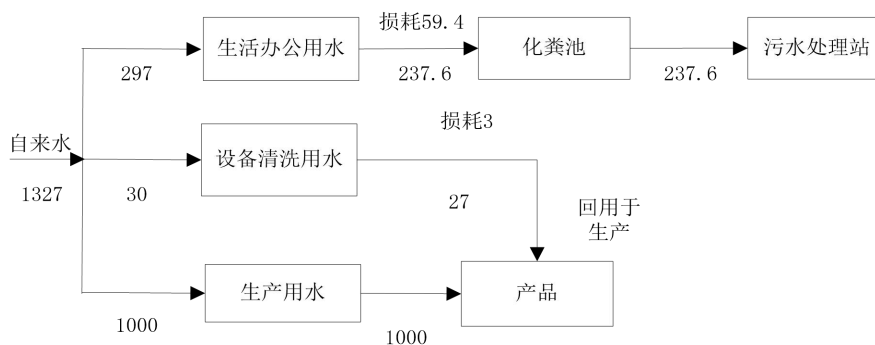 损耗59.4
生活办公用水
化粪池
污水处理站
297
237.6
237.6
损耗3
自来水
设备清洗用水
1327
30
27
回用于
生产
生产用水
产品
1000
1000